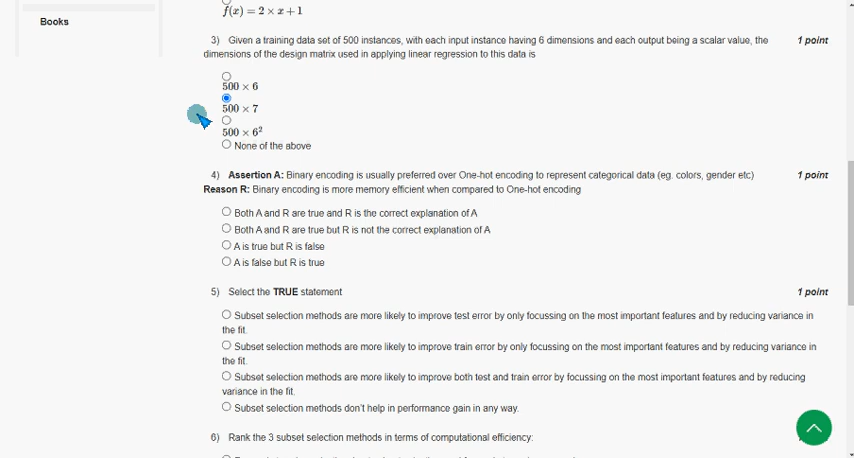 f(x) = 2 × x + 1
Books
3) Given a training data set of 500 instances, with each input instance having 6 dimensions and each output being a scalar value, the 1 point
dimensions of the design matrix used in applying linear regression to this data is
500 × 6
500 × 7
500 × 6²
None of the above
4) Assertion A: Binary encoding is usually preferred over One-hot encoding to represent categorical data (eg. colors, gender etc) 1 point
Reason R: Binary encoding is more memory efficient when compared to One-hot encoding
Both A and R are true and R is the correct explanation of A
Both A and R are true but R is not the correct explanation of A
A is true but R is false
A is false but R is true
5) Select the TRUE statement 1 point
Subset selection methods are more likely to improve test error by only focussing on the most important features and by reducing variance in
the fit.
Subset selection methods are more likely to improve train error by only focussing on the most important features and by reducing variance in
the fit.
Subset selection methods are more likely to improve both test and train error by focussing on the most important features and by reducing
variance in the fit.
Subset selection methods don't help in performance gain in any way.
6) Rank the 3 subset selection methods in terms of computational efficiency: